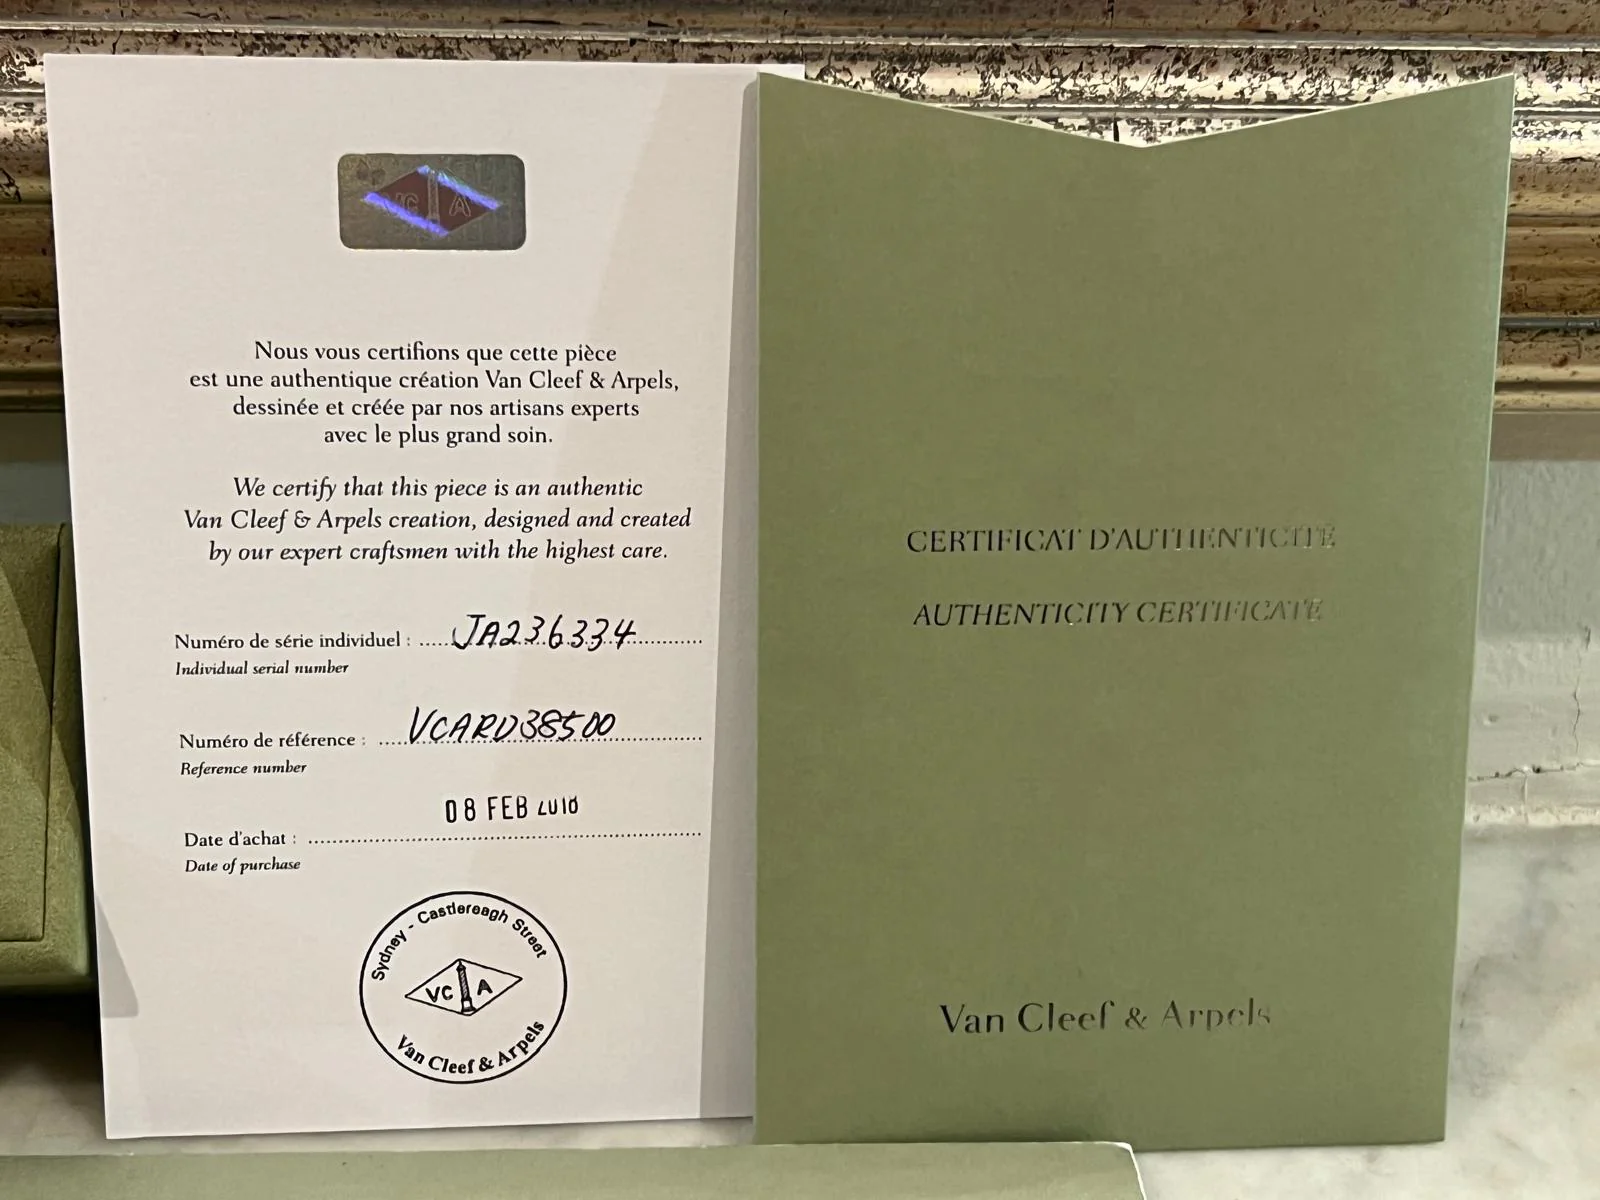 VC A
Nous vous certifions que cette pièce
est une authentique création Van Cleef & Arpels,
dessinée et créée par nos artisans experts
avec le plus grand soin.
We certify that this piece is an authentic
Van Cleef & Arpels creation, designed and created
by our expert craftsmen with the highest care.
Numéro de série individuel : JA236334
Individual serial number
Numéro de référence : VCARD38500
Reference number
08 FEB 2018
Date d'achat :
Date of purchase
Sydney - Castlereagh Street
VC A
Van Cleef & Arpels
CERTIFICAT D'AUTHENTICITÉ
AUTHENTICITY CERTIFICATE
Van Cleef & Arpels